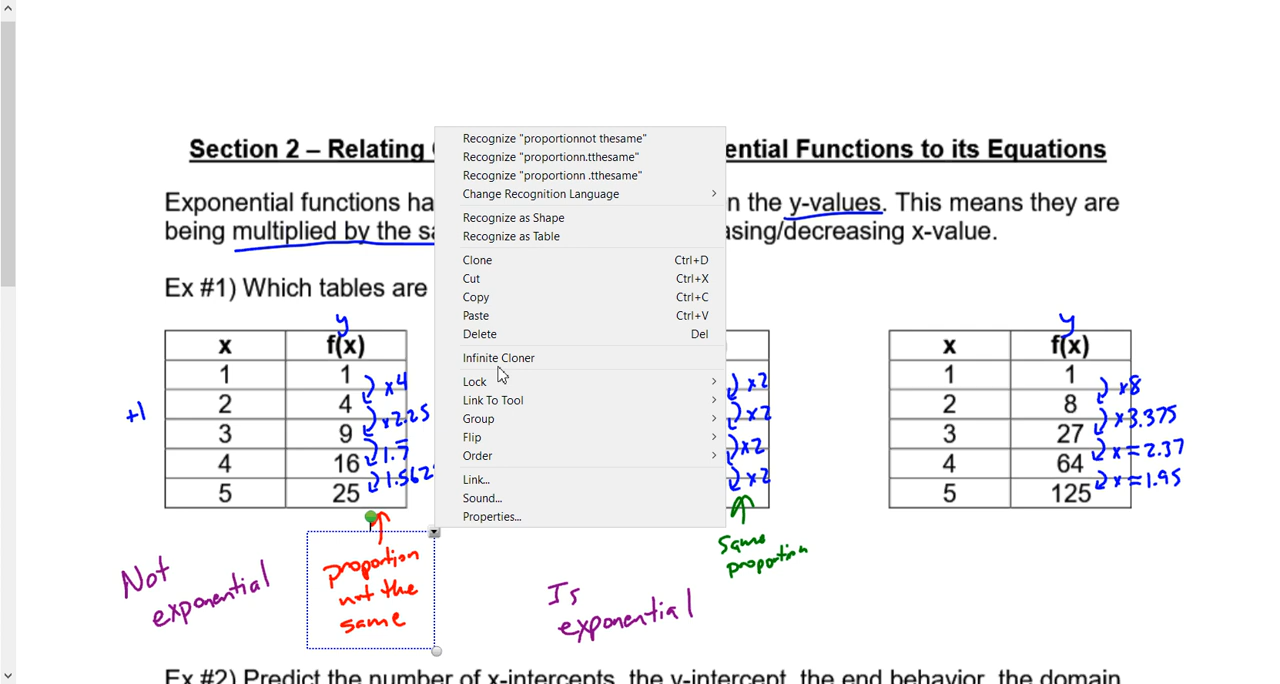 Section 2 – Relating
ential Functions to its Equations
Exponential functions ha
n the y-values. This means they are
being multiplied by the sa
asing/decreasing x-value.
Ex #1) Which tables are
Recognize "proportionnot thesame"
Recognize "proportionn.tthesame"
Recognize "proportionn .tthesame"
Change Recognition Language
Recognize as Shape
Recognize as Table
Clone Ctrl+D
Cut Ctrl+X
Copy Ctrl+C
Paste Ctrl+V
Delete Del
Infinite Cloner
Lock
Link To Tool
Group
Flip
Order
Link...
Sound...
Properties...
y
x f(x)
1 1
2 4
3 9
4 16
5 25
+1
x4
x2.25
1.7
1.562
proportion
not the
same
Not
exponential
x2
x2
x2
x2
same
proportion
Is
exponential
y
x f(x)
1 1
2 8
3 27
4 64
5 125
x8
x3.375
x=2.37
x=1.95
Ex #2) Predict the number of x-intercepts, the y-intercept, the end behavior, the domain